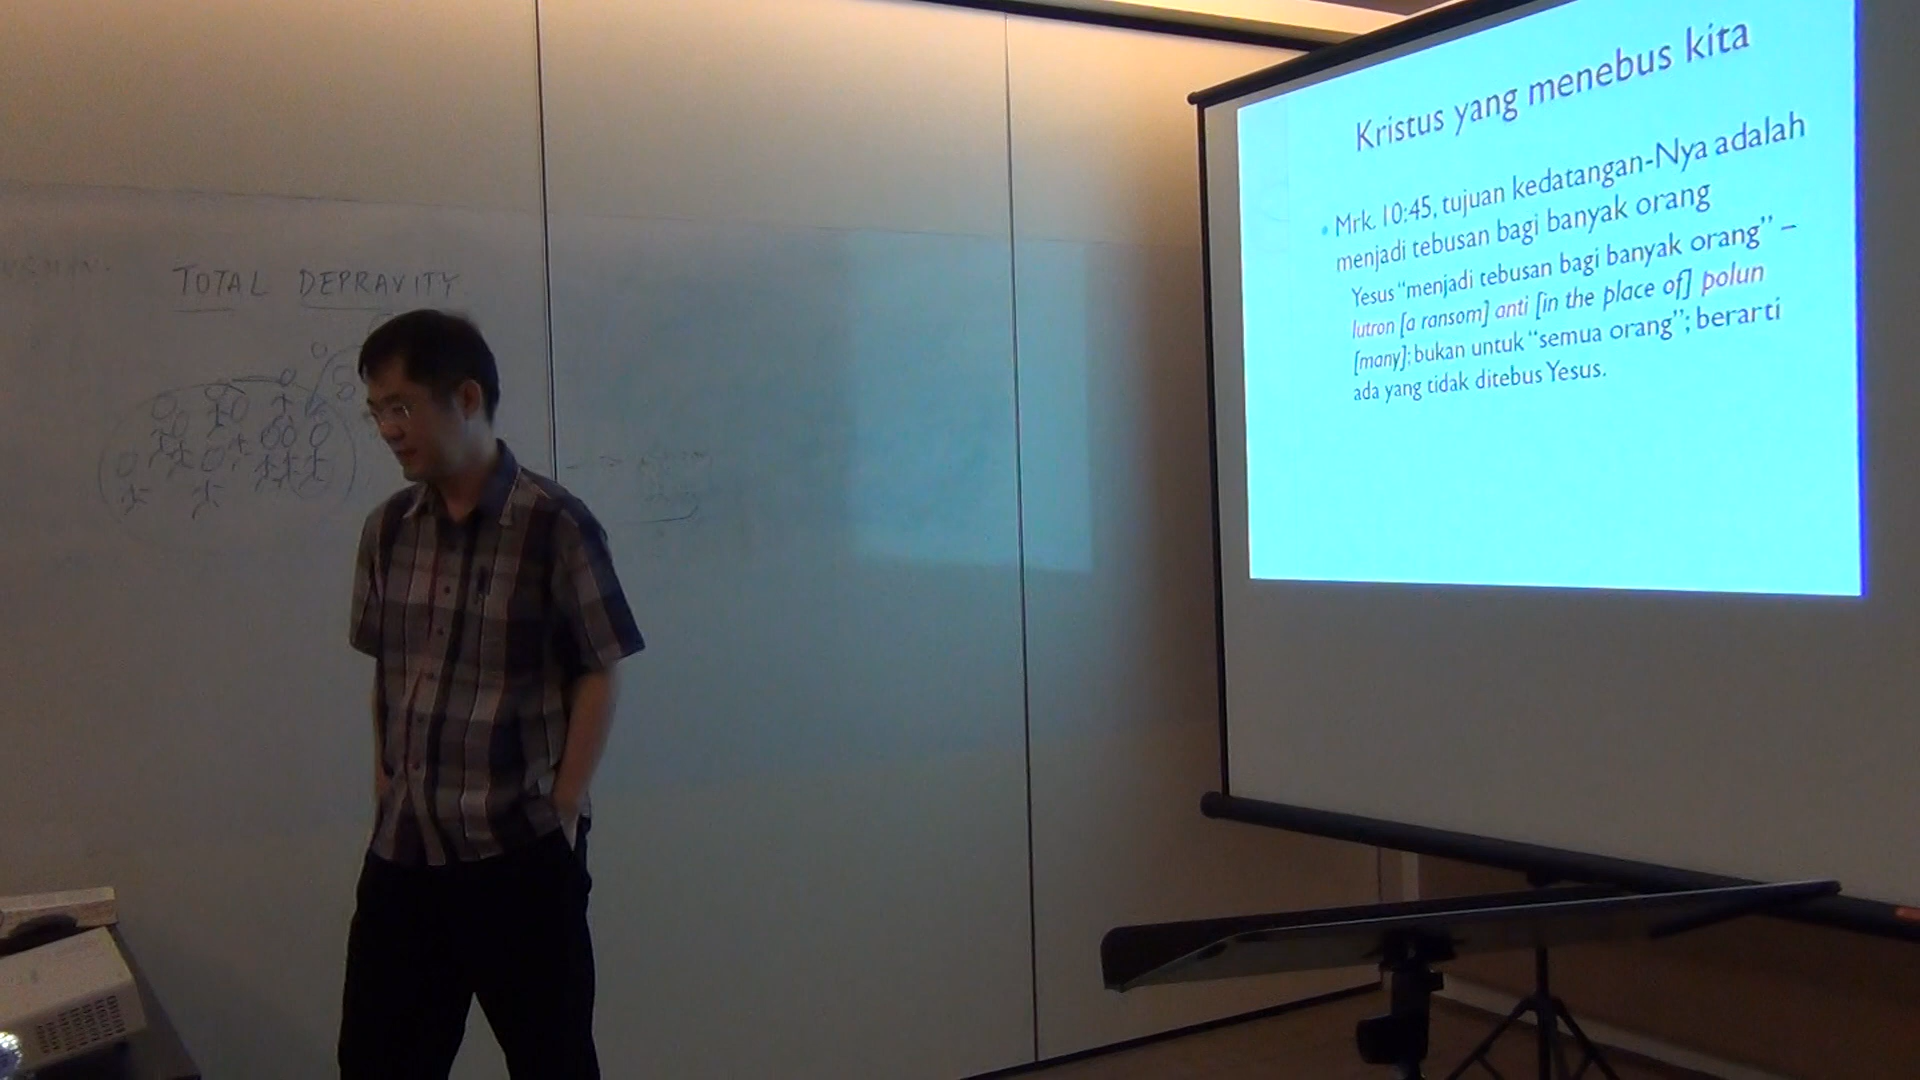 TOTAL DEPRAVITY
Kristus yang menebus kita
• Mrk. 10:45, tujuan kedatangan-Nya adalah
menjadi tebusan bagi banyak orang
Yesus “menjadi tebusan bagi banyak orang” –
lutron [a ransom] anti [in the place of] polun
[many]; bukan untuk “semua orang”; berarti
ada yang tidak ditebus Yesus.